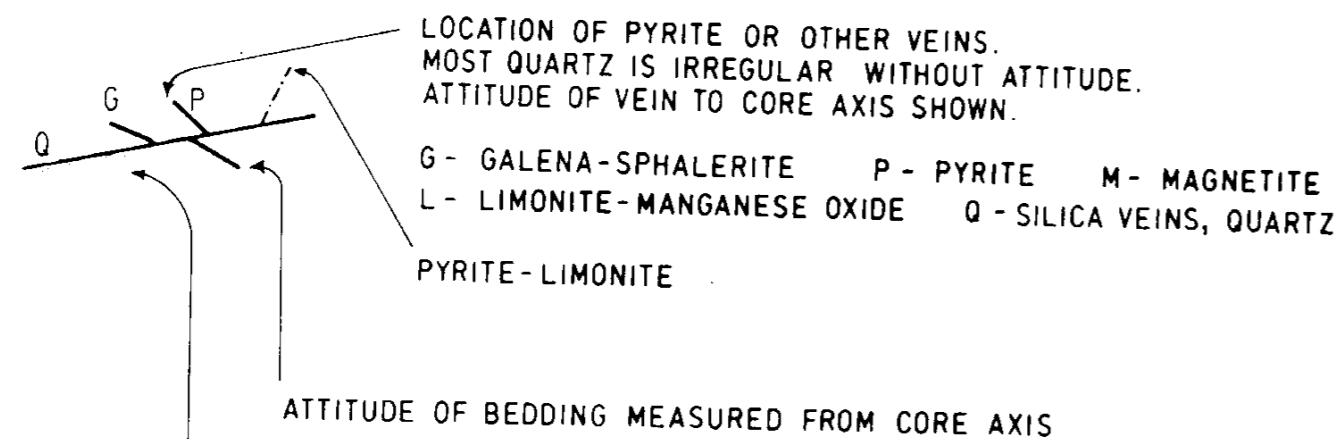 LOCATION OF PYRITE OR OTHER VEINS.
MOST QUARTZ IS IRREGULAR WITHOUT ATTITUDE.
ATTITUDE OF VEIN TO CORE AXIS SHOWN.
G P
Q
G - GALENA-SPHALERITE P - PYRITE M - MAGNETITE
L - LIMONITE-MANGANESE OXIDE Q - SILICA VEINS, QUARTZ
PYRITE-LIMONITE
ATTITUDE OF BEDDING MEASURED FROM CORE AXIS